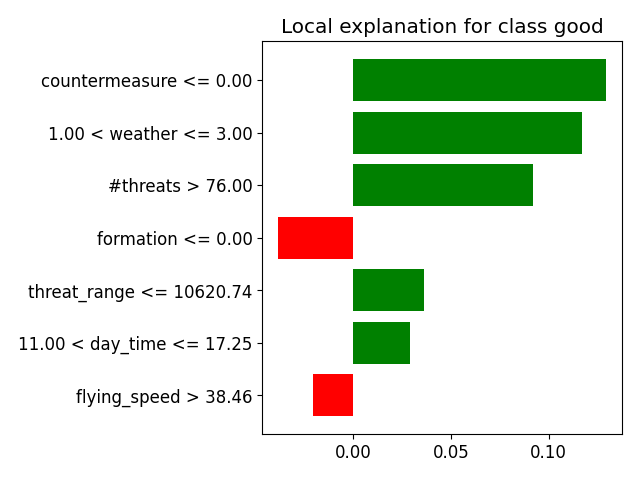 Local explanation for class good
countermeasure <= 0.00
1.00 < weather <= 3.00
#threats > 76.00
formation <= 0.00
threat_range <= 10620.74
11.00 < day_time <= 17.25
flying_speed > 38.46
0.00 0.05 0.10